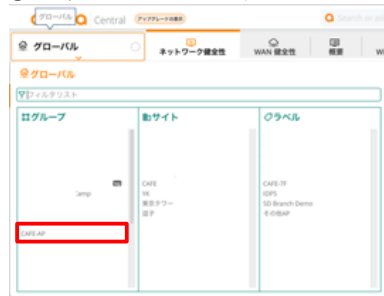 グローバル
Central アップグレードの表示 Search or as
グローバル ネットワーク健全性 WAN 健全性 概要 W
グローバル
フィルタリスト
グループ サイト ラベル
CAFE CAFE-7F
amp YK IDPS
東京タワー SD Branch Demo
逗子 その他AP
CAFE-AP